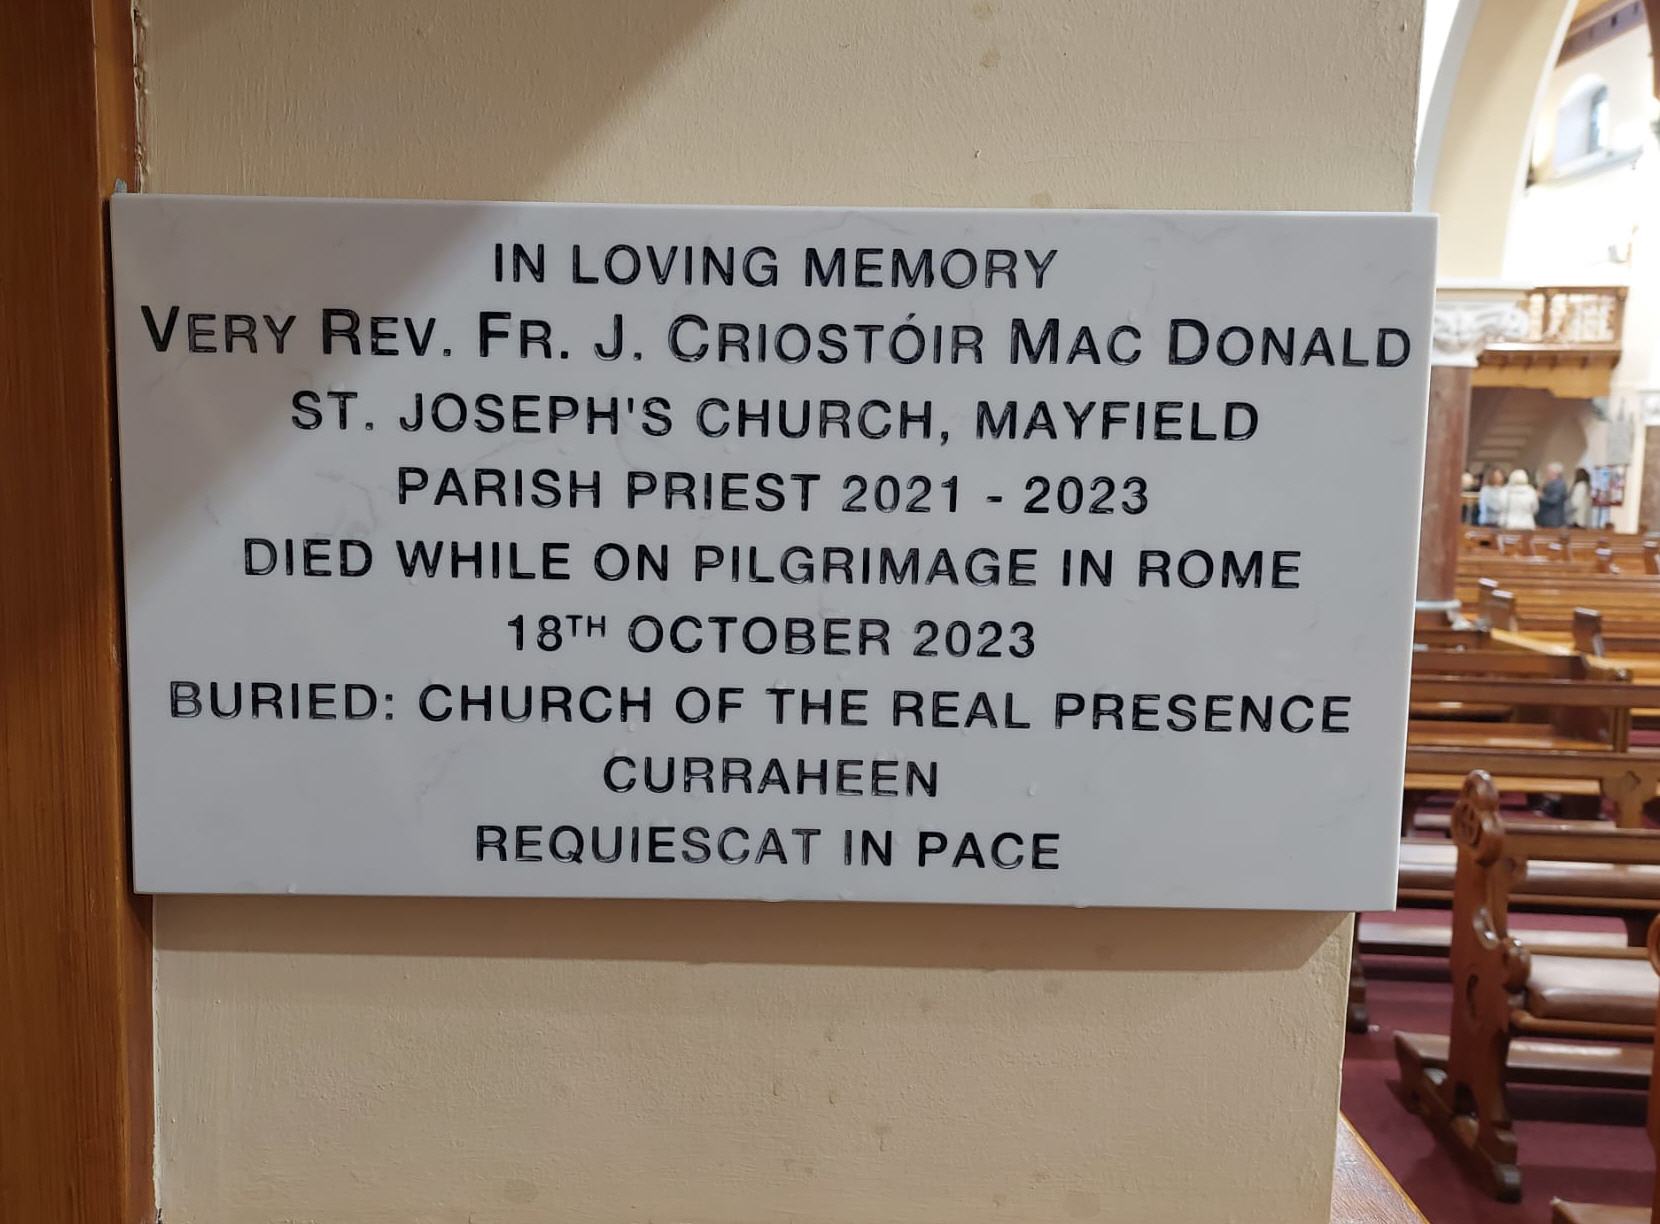 IN LOVING MEMORY
VERY REV. FR. J. CRIOSTÓIR MAC DONALD
ST. JOSEPH'S CHURCH, MAYFIELD
PARISH PRIEST 2021 - 2023
DIED WHILE ON PILGRIMAGE IN ROME
18TH OCTOBER 2023
BURIED: CHURCH OF THE REAL PRESENCE
CURRAHEEN
REQUIESCAT IN PACE